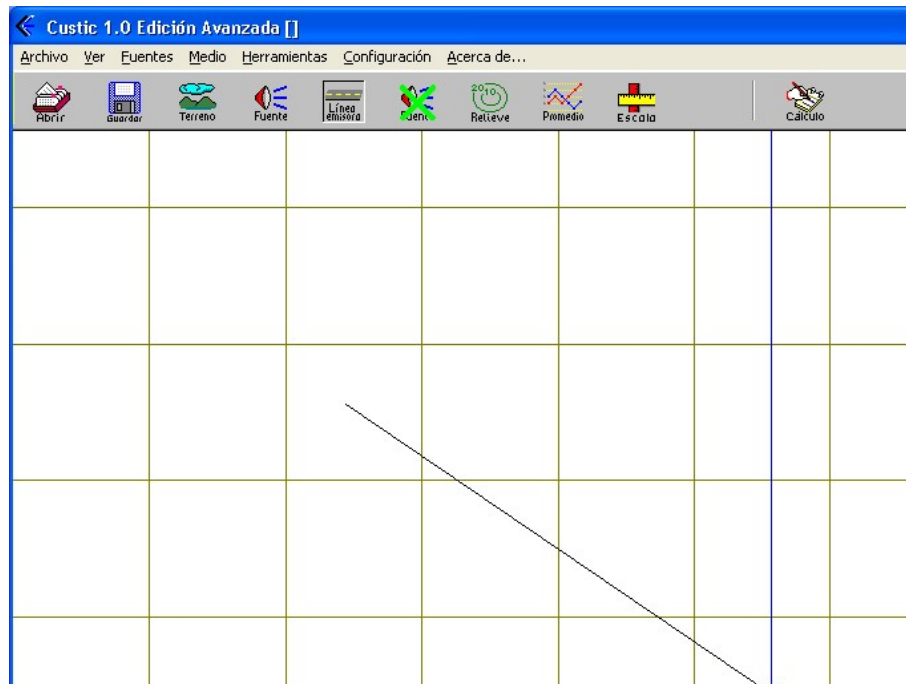 Custic 1.0 Edición Avanzada []
Archivo Ver Fuentes Medio Herramientas Configuración Acerca de...
Abrir Guardar Terreno Fuente Línea emisora Relieve Promedio Escala Cálculo